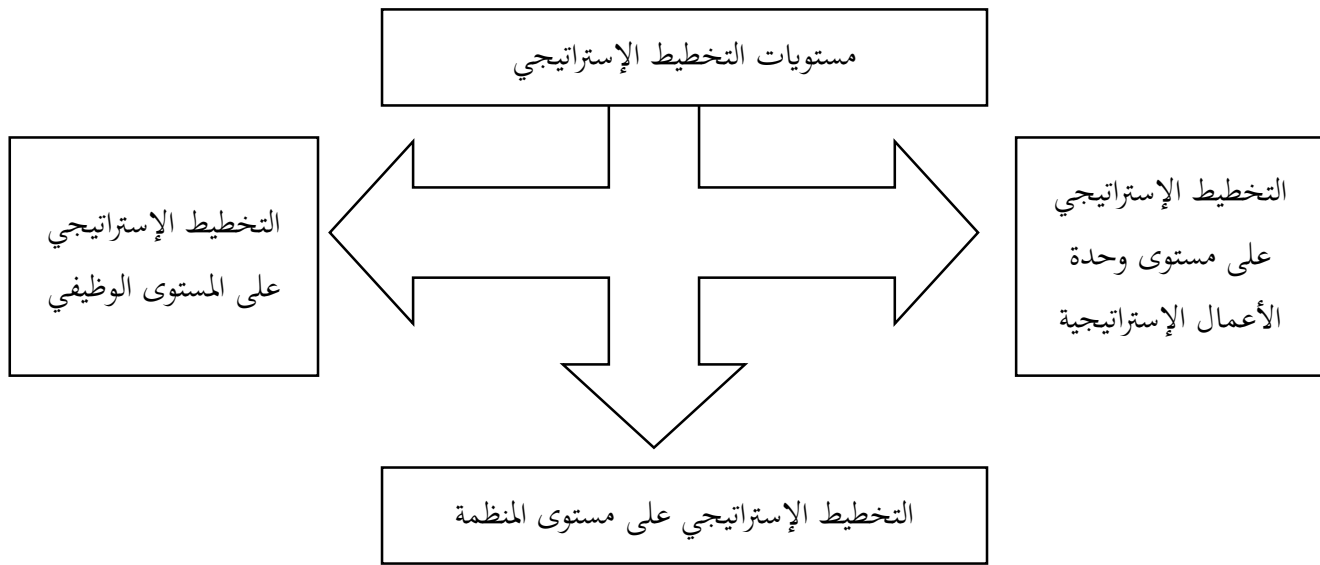 مستويات التخطيط الإستراتيجي
التخطيط الإستراتيجي
على مستوى وحدة
الأعمال الإستراتيجية
التخطيط الإستراتيجي
على المستوى الوظيفي
التخطيط الإستراتيجي على مستوى المنظمة